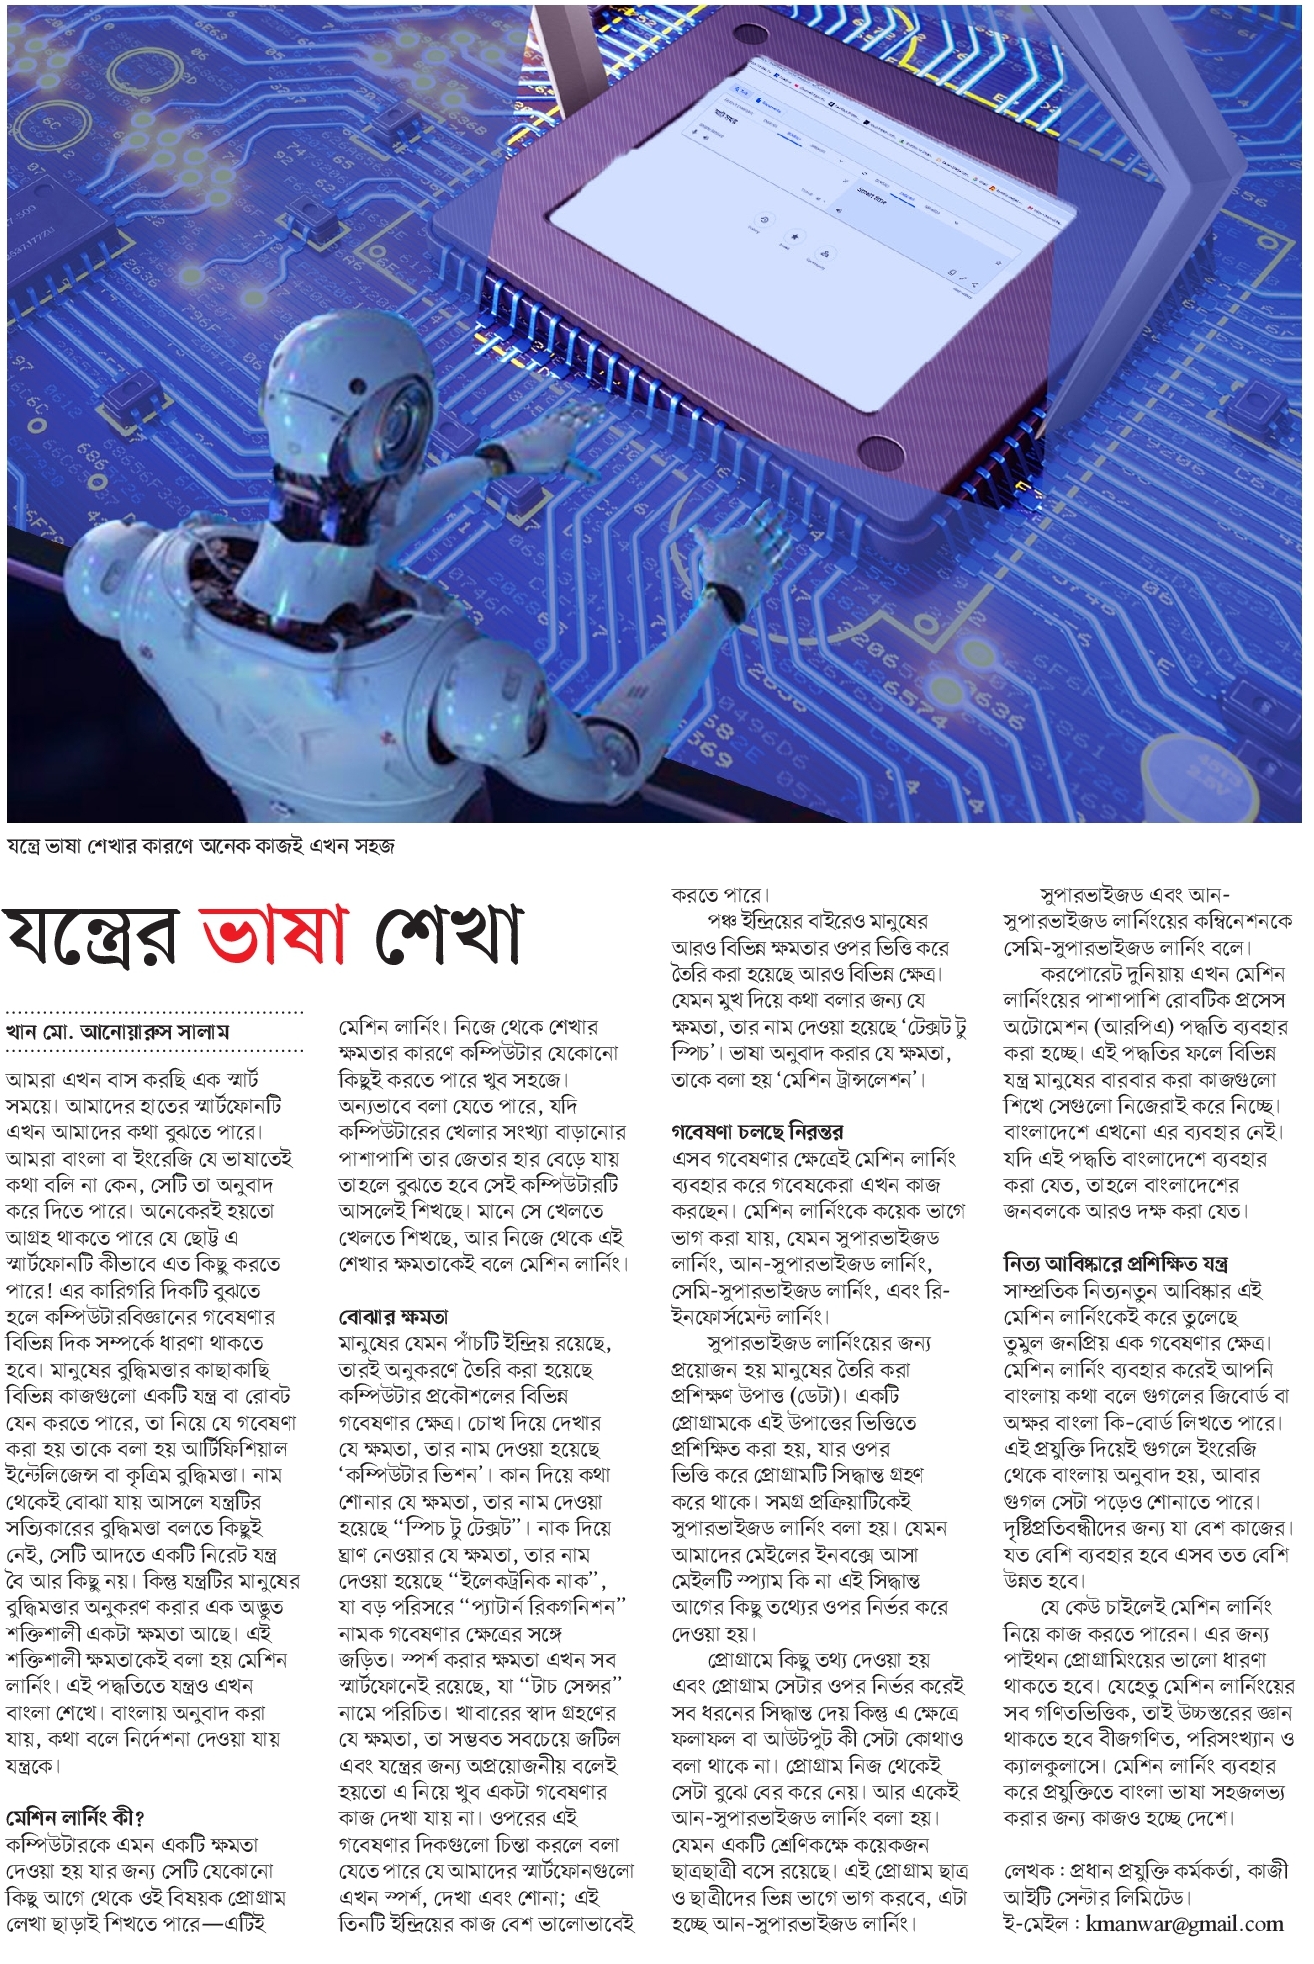 যন্ত্রে ভাষা শেখার কারণে অনেক কাজই এখন সহজ
যন্ত্রের ভাষা শেখা
খান মো. আনোয়ারুস সালাম
আমরা এখন বাস করছি এক স্মার্ট
সময়ে। আমাদের হাতের স্মার্টফোনটি
এখন আমাদের কথা বুঝতে পারে।
আমরা বাংলা বা ইংরেজি যে ভাষাতেই
কথা বলি না কেন, সেটি তা অনুবাদ
করে দিতে পারে। অনেকেরই হয়তো
আগ্রহ থাকতে পারে যে ছোট্ট এ
স্মার্টফোনটি কীভাবে এত কিছু করতে
পারে! এর কারিগরি দিকটি বুঝতে
হলে কম্পিউটারবিজ্ঞানের গবেষণার
বিভিন্ন দিক সম্পর্কে ধারণা থাকতে
হবে। মানুষের বুদ্ধিমত্তার কাছাকাছি
বিভিন্ন কাজগুলো একটি যন্ত্র বা রোবট
যেন করতে পারে, তা নিয়ে যে গবেষণা
করা হয় তাকে বলা হয় আর্টিফিশিয়াল
ইন্টেলিজেন্স বা কৃত্রিম বুদ্ধিমত্তা। নাম
থেকেই বোঝা যায় আসলে যন্ত্রটির
সত্যিকারের বুদ্ধিমত্তা বলতে কিছুই
নেই, সেটি আদতে একটি নিরেট যন্ত্র
বৈ আর কিছু নয়। কিন্তু যন্ত্রটির মানুষের
বুদ্ধিমত্তার অনুকরণ করার এক অদ্ভুত
শক্তিশালী একটা ক্ষমতা আছে। এই
শক্তিশালী ক্ষমতাকেই বলা হয় মেশিন
লার্নিং। এই পদ্ধতিতে যন্ত্রও এখন
বাংলা শেখে। বাংলায় অনুবাদ করা
যায়, কথা বলে নির্দেশনা দেওয়া যায়
যন্ত্রকে।
মেশিন লার্নিং কী?
কম্পিউটারকে এমন একটি ক্ষমতা
দেওয়া হয় যার জন্য সেটি যেকোনো
কিছু আগে থেকে ওই বিষয়ক প্রোগ্রাম
লেখা ছাড়াই শিখতে পারে—এটিই
মেশিন লার্নিং। নিজে থেকে শেখার
ক্ষমতার কারণে কম্পিউটার যেকোনো
কিছুই করতে পারে খুব সহজে।
অন্যভাবে বলা যেতে পারে, যদি
কম্পিউটারের খেলার সংখ্যা বাড়ানোর
পাশাপাশি তার জেতার হার বেড়ে যায়
তাহলে বুঝতে হবে সেই কম্পিউটারটি
আসলেই শিখছে। মানে সে খেলতে
খেলতে শিখছে, আর নিজে থেকে এই
শেখার ক্ষমতাকেই বলে মেশিন লার্নিং।
বোঝার ক্ষমতা
মানুষের যেমন পাঁচটি ইন্দ্রিয় রয়েছে,
তারই অনুকরণে তৈরি করা হয়েছে
কম্পিউটার প্রকৌশলের বিভিন্ন
গবেষণার ক্ষেত্র। চোখ দিয়ে দেখার
যে ক্ষমতা, তার নাম দেওয়া হয়েছে
‘কম্পিউটার ভিশন’। কান দিয়ে কথা
শোনার যে ক্ষমতা, তার নাম দেওয়া
হয়েছে “স্পিচ টু টেক্সট”। নাক দিয়ে
ঘ্রাণ নেওয়ার যে ক্ষমতা, তার নাম
দেওয়া হয়েছে “ইলেকট্রনিক নাক”,
যা বড় পরিসরে “প্যাটার্ন রিকগনিশন”
নামক গবেষণার ক্ষেত্রের সঙ্গে
জড়িত। স্পর্শ করার ক্ষমতা এখন সব
স্মার্টফোনেই রয়েছে, যা “টাচ সেন্সর”
নামে পরিচিত। খাবারের স্বাদ গ্রহণের
যে ক্ষমতা, তা সম্ভবত সবচেয়ে জটিল
এবং যন্ত্রের জন্য অপ্রয়োজনীয় বলেই
হয়তো এ নিয়ে খুব একটা গবেষণার
কাজ দেখা যায় না। ওপরের এই
গবেষণার দিকগুলো চিন্তা করলে বলা
যেতে পারে যে আমাদের স্মার্টফোনগুলো
এখন স্পর্শ, দেখা এবং শোনা; এই
তিনটি ইন্দ্রিয়ের কাজ বেশ ভালোভাবেই
করতে পারে।
পঞ্চ ইন্দ্রিয়ের বাইরেও মানুষের
আরও বিভিন্ন ক্ষমতার ওপর ভিত্তি করে
তৈরি করা হয়েছে আরও বিভিন্ন ক্ষেত্র।
যেমন মুখ দিয়ে কথা বলার জন্য যে
ক্ষমতা, তার নাম দেওয়া হয়েছে ‘টেক্সট টু
স্পিচ’। ভাষা অনুবাদ করার যে ক্ষমতা,
তাকে বলা হয় ‘মেশিন ট্রান্সলেশন’।
গবেষণা চলছে নিরন্তর
এসব গবেষণার ক্ষেত্রেই মেশিন লার্নিং
ব্যবহার করে গবেষকেরা এখন কাজ
করছেন। মেশিন লার্নিংকে কয়েক ভাগে
ভাগ করা যায়, যেমন সুপারভাইজড
লার্নিং, আন-সুপারভাইজড লার্নিং,
সেমি-সুপারভাইজড লার্নিং, এবং রি-
ইনফোর্সমেন্ট লার্নিং।
সুপারভাইজড লার্নিংয়ের জন্য
প্রয়োজন হয় মানুষের তৈরি করা
প্রশিক্ষণ উপাত্ত (ডেটা)। একটি
প্রোগ্রামকে এই উপাত্তের ভিত্তিতে
প্রশিক্ষিত করা হয়, যার ওপর
ভিত্তি করে প্রোগ্রামটি সিদ্ধান্ত গ্রহণ
করে থাকে। সমগ্র প্রক্রিয়াটিকেই
সুপারভাইজড লার্নিং বলা হয়। যেমন
আমাদের মেইলের ইনবক্সে আসা
মেইলটি স্প্যাম কি না এই সিদ্ধান্ত
আগের কিছু তথ্যের ওপর নির্ভর করে
দেওয়া হয়।
প্রোগ্রামে কিছু তথ্য দেওয়া হয়
এবং প্রোগ্রাম সেটার ওপর নির্ভর করেই
সব ধরনের সিদ্ধান্ত দেয় কিন্তু এ ক্ষেত্রে
ফলাফল বা আউটপুট কী সেটা কোথাও
বলা থাকে না। প্রোগ্রাম নিজ থেকেই
সেটা বুঝে বের করে নেয়। আর একেই
আন-সুপারভাইজড লার্নিং বলা হয়।
যেমন একটি শ্রেণিকক্ষে কয়েকজন
ছাত্রছাত্রী বসে রয়েছে। এই প্রোগ্রাম ছাত্র
ও ছাত্রীদের ভিন্ন ভাগে ভাগ করবে, এটা
হচ্ছে আন-সুপারভাইজড লার্নিং।
সুপারভাইজড এবং আন-
সুপারভাইজড লার্নিংয়ের কম্বিনেশনকে
সেমি-সুপারভাইজড লার্নিং বলে।
করপোরেট দুনিয়ায় এখন মেশিন
লার্নিংয়ের পাশাপাশি রোবটিক প্রসেস
অটোমেশন (আরপিএ) পদ্ধতি ব্যবহার
করা হচ্ছে। এই পদ্ধতির ফলে বিভিন্ন
যন্ত্র মানুষের বারবার করা কাজগুলো
শিখে সেগুলো নিজেরাই করে নিচ্ছে।
বাংলাদেশে এখনো এর ব্যবহার নেই।
যদি এই পদ্ধতি বাংলাদেশে ব্যবহার
করা যেত, তাহলে বাংলাদেশের
জনবলকে আরও দক্ষ করা যেত।
নিত্য আবিষ্কারে প্রশিক্ষিত যন্ত্র
সাম্প্রতিক নিত্যনতুন আবিষ্কার এই
মেশিন লার্নিংকেই করে তুলেছে
তুমুল জনপ্রিয় এক গবেষণার ক্ষেত্র।
মেশিন লার্নিং ব্যবহার করেই আপনি
বাংলায় কথা বলে গুগলের জিবোর্ড বা
অক্ষর বাংলা কি-বোর্ড লিখতে পারে।
এই প্রযুক্তি দিয়েই গুগলে ইংরেজি
থেকে বাংলায় অনুবাদ হয়, আবার
গুগল সেটা পড়েও শোনাতে পারে।
দৃষ্টিপ্রতিবন্ধীদের জন্য যা বেশ কাজের।
যত বেশি ব্যবহার হবে এসব তত বেশি
উন্নত হবে।
যে কেউ চাইলেই মেশিন লার্নিং
নিয়ে কাজ করতে পারেন। এর জন্য
পাইথন প্রোগ্রামিংয়ের ভালো ধারণা
থাকতে হবে। যেহেতু মেশিন লার্নিংয়ের
সব গণিতভিত্তিক, তাই উচ্চস্তরের জ্ঞান
থাকতে হবে বীজগণিত, পরিসংখ্যান ও
ক্যালকুলাসে। মেশিন লার্নিং ব্যবহার
করে প্রযুক্তিতে বাংলা ভাষা সহজলভ্য
করার জন্য কাজও হচ্ছে দেশে।
লেখক : প্রধান প্রযুক্তি কর্মকর্তা, কাজী
আইটি সেন্টার লিমিটেড।
ই-মেইল : kmanwar@gmail.com